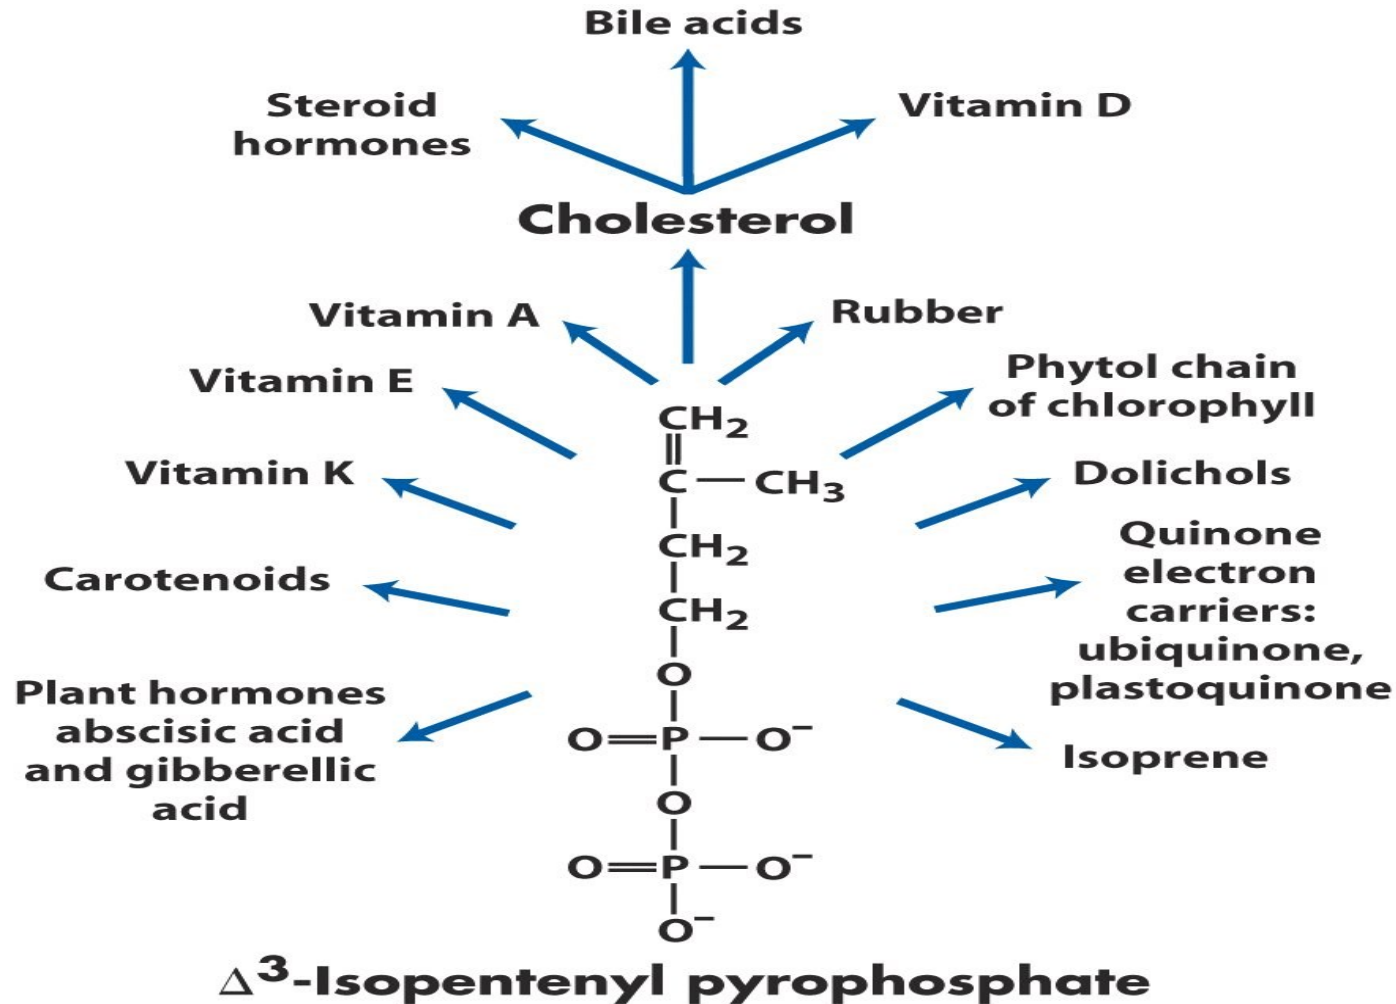 Bile acids
Steroid
hormones
Vitamin D
Cholesterol
Vitamin A
Rubber
Vitamin E
Phytol chain
of chlorophyll
Vitamin K
Dolichols
Carotenoids
Quinone
electron
carriers:
ubiquinone,
plastoquinone
Plant hormones
abscisic acid
and gibberellic
acid
Isoprene
CH₂
C—CH₃
CH₂
CH₂
O
O=P—O⁻
O
O=P—O⁻
O⁻
Δ³-Isopentenyl pyrophosphate